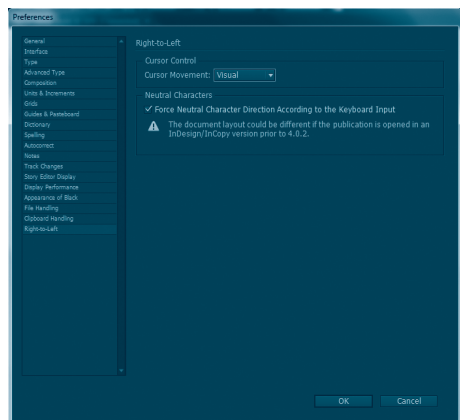 Preferences
General
Interface
Type
Advanced Type
Composition
Units & Increments
Grids
Guides & Pasteboard
Dictionary
Spelling
Autocorrect
Notes
Track Changes
Story Editor Display
Display Performance
Appearance of Black
File Handling
Clipboard Handling
Right-to-Left
Right-to-Left
Cursor Control
Cursor Movement: Visual
Neutral Characters
Force Neutral Character Direction According to the Keyboard Input
The document layout could be different if the publication is opened in an
InDesign/InCopy version prior to 4.0.2.
OK
Cancel